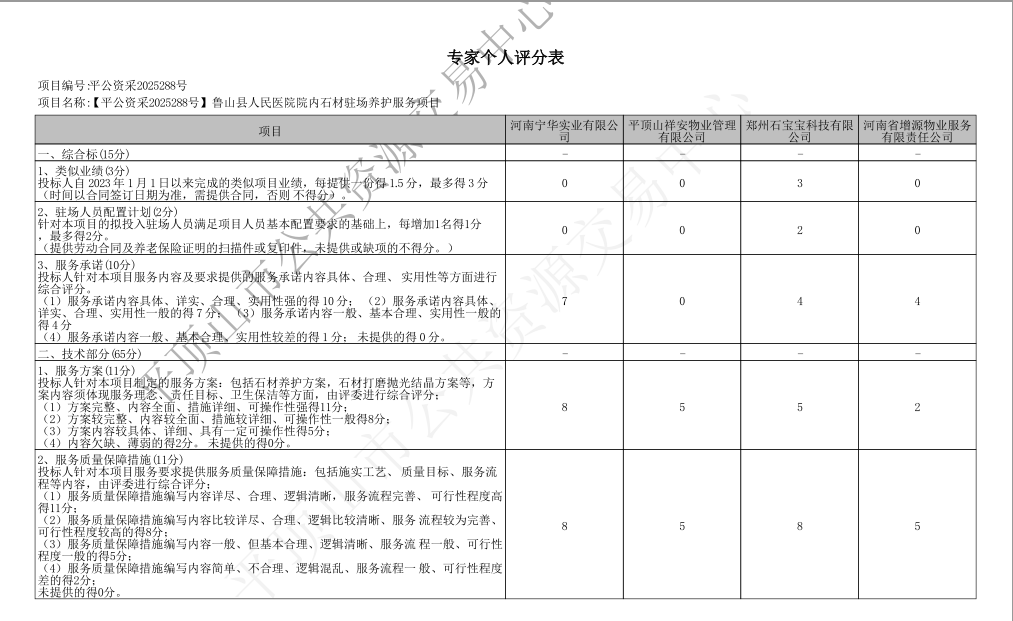 专家个人评分表
项目编号:平公资采2025288号
项目名称:【平公资采2025288号】鲁山县人民医院院内石材驻场养护服务项目
项目 河南宁华实业有限公司 平顶山祥安物业管理有限公司 郑州石宝宝科技有限公司 河南省增源物业服务有限责任公司
一、综合标(15分) — — — —
1、类似业绩(3分)
投标人自 2023 年 1 月 1 日以来完成的类似项目业绩，每提供一份得 1.5 分，最多得 3 分
（时间以合同签订日期为准，需提供合同，否则 不得分）。
0 0 3 0
2、驻场人员配置计划(2分)
针对本项目的拟投入驻场人员满足项目人员基本配置要求的基础上，每增加1名得1分
，最多得2分。
（提供劳动合同及养老保险证明的扫描件或复印件，未提供或缺项的不得分。）
0 0 2 0
3、服务承诺(10分)
投标人针对本项目服务内容及要求提供的服务承诺内容具体、合理、 实用性等方面进行
综合评分。
（1）服务承诺内容具体、详实、合理、实用性强的得 10 分； （2）服务承诺内容具体、
详实、合理、实用性一般的得 7 分； （3）服务承诺内容一般、基本合理、实用性一般的
得 4 分
（4）服务承诺内容一般、基本合理、实用性较差的得 1 分； 未提供的得 0 分。
7 0 4 4
二、技术部分(65分) — — — —
1、服务方案(11分)
投标人针对本项目制定的服务方案：包括石材养护方案，石材打磨抛光结晶方案等，方
案内容须体现服务理念、责任目标、卫生保洁等方面，由评委进行综合评分；
（1）方案完整、内容全面、措施详细、可操作性强得11分；
（2）方案较完整、内容较全面、措施较详细、可操作性一般得8分；
（3）方案内容较具体、详细、具有一定可操作性得5分；
（4）内容欠缺、薄弱的得2分。 未提供的得0分。
8 5 5 2
2、服务质量保障措施(11分)
投标人针对本项目服务要求提供服务质量保障措施：包括施实工艺、质量目标、服务流
程等内容，由评委进行综合评分；
（1）服务质量保障措施编写内容详尽、合理、逻辑清晰，服务流程完善、 可行性程度高
得11分；
（2）服务质量保障措施编写内容比较详尽、合理、逻辑比较清晰、服务 流程较为完善、
可行性程度较高的得8分；
（3）服务质量保障措施编写内容一般、但基本合理、逻辑清晰、服务流 程一般、可行性
程度一般的得5分；
（4）服务质量保障措施编写内容简单、不合理、逻辑混乱、服务流程一 般、可行性程度
差的得2分；
未提供的得0分。
8 5 8 5
平顶山市公共资源交易中心
平顶山市公共资源交易中心